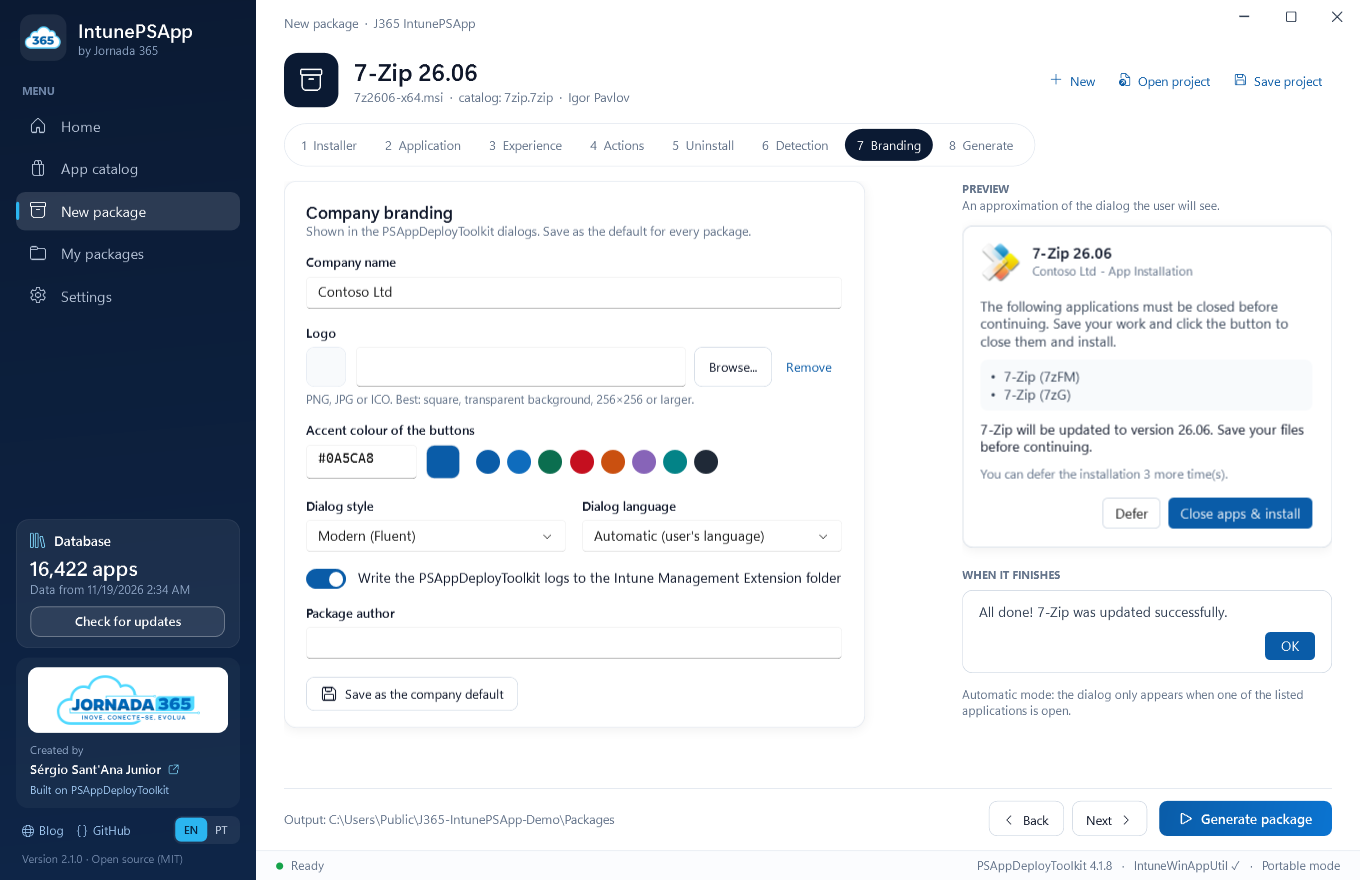 365
IntunePSApp
by Jornada 365
MENU
Home
App catalog
New package
My packages
Settings
Database
16,422 apps
Data from 11/19/2026 2:34 AM
Check for updates
JORNADA 365
INOVE. CONECTE-SE. EVOLUA
Created by
Sérgio Sant'Ana Junior
Built on PSAppDeployToolkit
Blog {} GitHub EN PT
Version 2.1.0 · Open source (MIT)
New package · J365 IntunePSApp
7-Zip 26.06
7z2606-x64.msi · catalog: 7zip.7zip · Igor Pavlov
New Open project Save project
1 Installer 2 Application 3 Experience 4 Actions 5 Uninstall 6 Detection 7 Branding 8 Generate
Company branding
Shown in the PSAppDeployToolkit dialogs. Save as the default for every package.
Company name
Contoso Ltd
Logo
Browse... Remove
PNG, JPG or ICO. Best: square, transparent background, 256×256 or larger.
Accent colour of the buttons
#0A5CA8
Dialog style Dialog language
Modern (Fluent) Automatic (user's language)
Write the PSAppDeployToolkit logs to the Intune Management Extension folder
Package author
Save as the company default
PREVIEW
An approximation of the dialog the user will see.
7-Zip 26.06
Contoso Ltd - App Installation
The following applications must be closed before
continuing. Save your work and click the button to
close them and install.
• 7-Zip (7zFM)
• 7-Zip (7zG)
7-Zip will be updated to version 26.06. Save your files
before continuing.
You can defer the installation 3 more time(s).
Defer Close apps & install
WHEN IT FINISHES
All done! 7-Zip was updated successfully.
OK
Automatic mode: the dialog only appears when one of the listed
applications is open.
Output: C:\Users\Public\J365-IntunePSApp-Demo\Packages
Back Next Generate package
Ready
PSAppDeployToolkit 4.1.8 · IntuneWinAppUtil ✓ · Portable mode